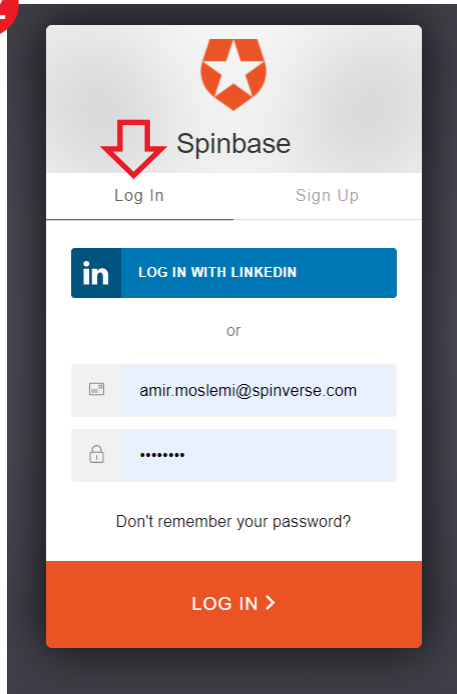 Spinbase
Log In Sign Up
in LOG IN WITH LINKEDIN
or
amir.moslemi@spinverse.com
••••••••
Don't remember your password?
LOG IN >